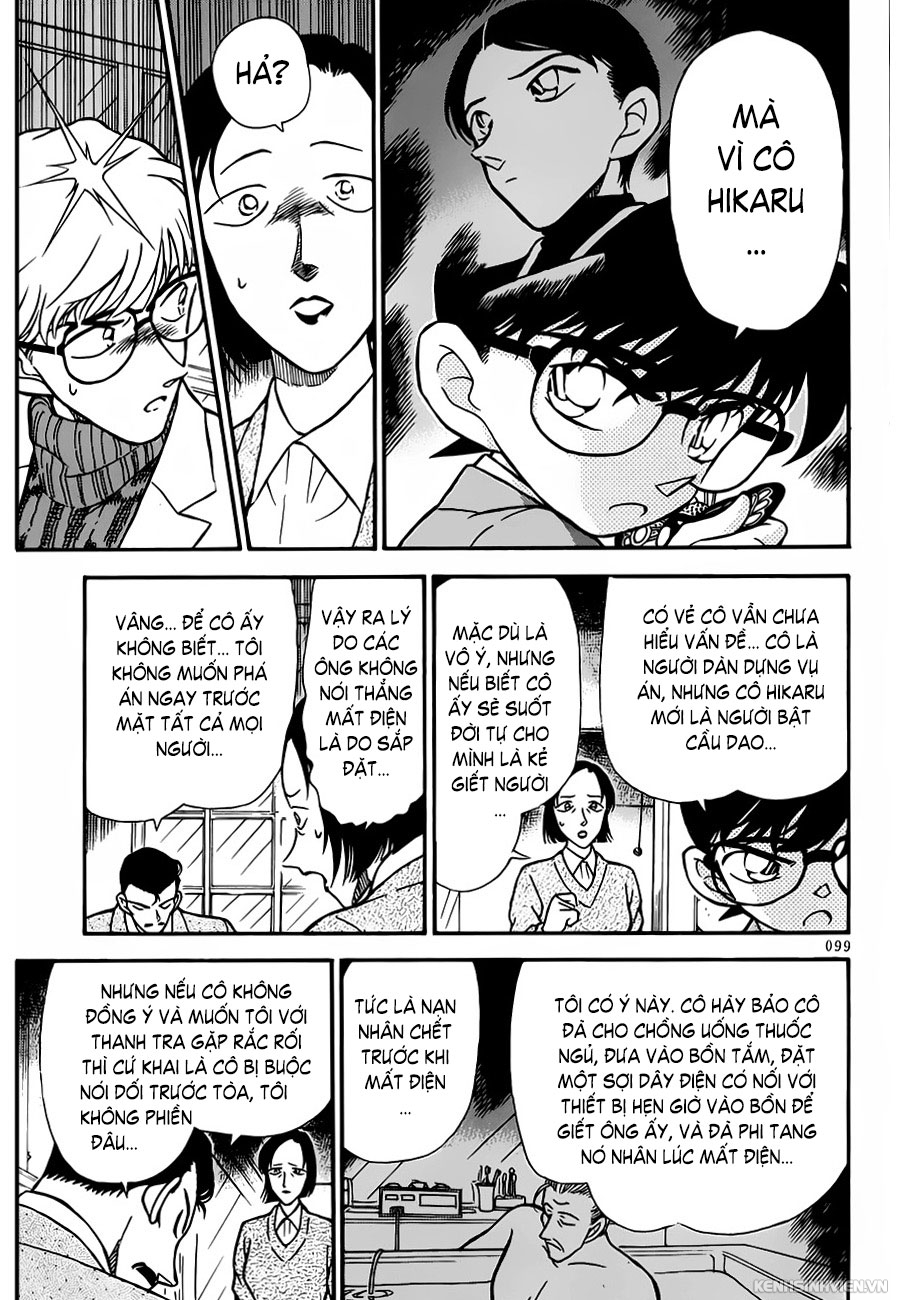 MÀ
VÌ CÔ
HIKARU
...
HẢ?
CÓ VẺ CÔ VẪN CHƯA
HIỂU VẤN ĐỀ... CÔ LÀ
NGƯỜI DÀN DỰNG VỤ
ÁN, NHƯNG CÔ HIKARU
MỚI LÀ NGƯỜI BẬT
CẦU DAO...
MẶC DÙ LÀ
VÔ Ý, NHƯNG
NẾU BIẾT CÔ
ẤY SẼ SUỐT
ĐỜI TỰ CHO
MÌNH LÀ KẺ
GIẾT NGƯỜI
...
VẬY RA LÝ
DO CÁC
ÔNG KHÔNG
NÓI THẲNG
MẤT ĐIỆN
LÀ DO SẮP
ĐẶT...
VÂNG... ĐỂ CÔ ẤY
KHÔNG BIẾT... TÔI
KHÔNG MUỐN PHÁ
ÁN NGAY TRƯỚC
MẶT TẤT CẢ MỌI
NGƯỜI...
099
TÔI CÓ Ý NÀY. CÔ HÃY BẢO CÔ
ĐÃ CHO CHỒNG UỐNG THUỐC
NGỦ, ĐƯA VÀO BỒN TẮM, ĐẶT
MỘT SỢI DÂY ĐIỆN CÓ NỐI VỚI
THIẾT BỊ HẸN GIỜ VÀO BỒN ĐỂ
GIẾT ÔNG ẤY, VÀ ĐÃ PHI TANG
NÓ NHÂN LÚC MẤT ĐIỆN...
TỨC LÀ NẠN
NHÂN CHẾT
TRƯỚC KHI
MẤT ĐIỆN
...
NHƯNG NẾU CÔ KHÔNG
ĐỒNG Ý VÀ MUỐN TÔI VỚI
THANH TRA GẶP RẮC RỐI
THÌ CỨ KHAI LÀ CÔ BỊ BUỘC
NÓI DỐI TRƯỚC TÒA, TÔI
KHÔNG PHIỀN
ĐÂU...
KENHSINHVIEN.VN